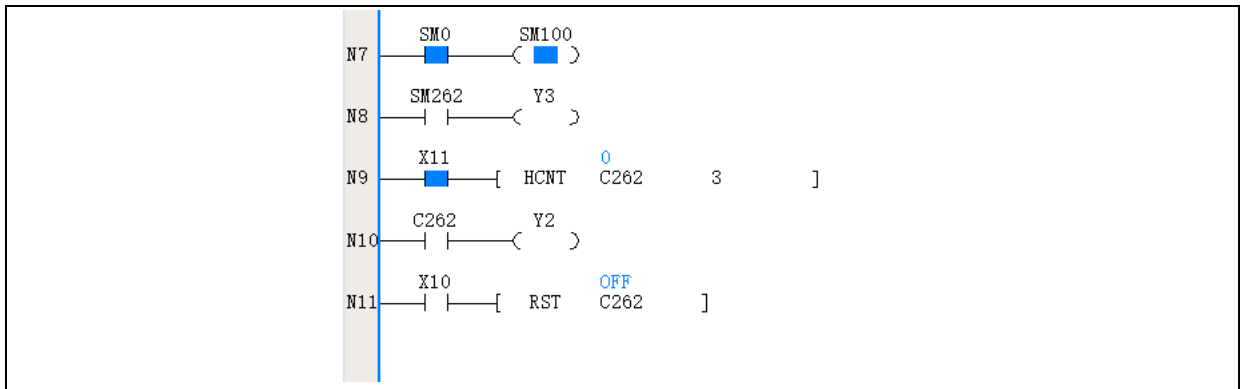 SM0 SM100
N7
SM262 Y3
N8
X11 0
N9 [ HCNT C262 3 ]
C262 Y2
N10
X10 OFF
N11 [ RST C262 ]